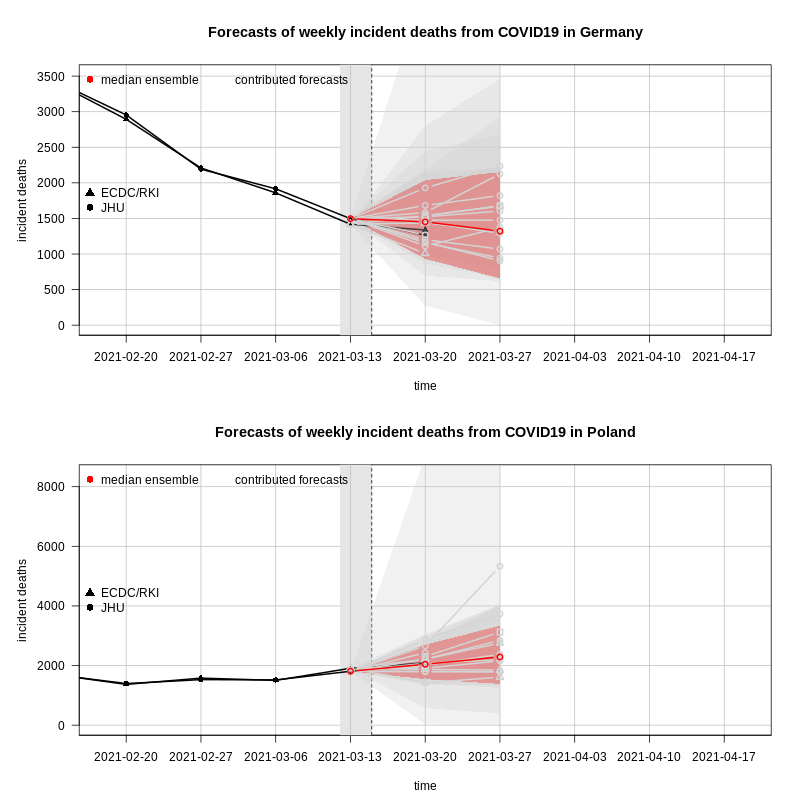 Forecasts of weekly incident deaths from COVID19 in Germany
incident deaths
3500
3000
2500
2000
1500
1000
500
0
median ensemble contributed forecasts
ECDC/RKI
JHU
2021-02-20 2021-02-27 2021-03-06 2021-03-13 2021-03-20 2021-03-27 2021-04-03 2021-04-10 2021-04-17
time
Forecasts of weekly incident deaths from COVID19 in Poland
incident deaths
8000
6000
4000
2000
0
median ensemble contributed forecasts
ECDC/RKI
JHU
2021-02-20 2021-02-27 2021-03-06 2021-03-13 2021-03-20 2021-03-27 2021-04-03 2021-04-10 2021-04-17
time